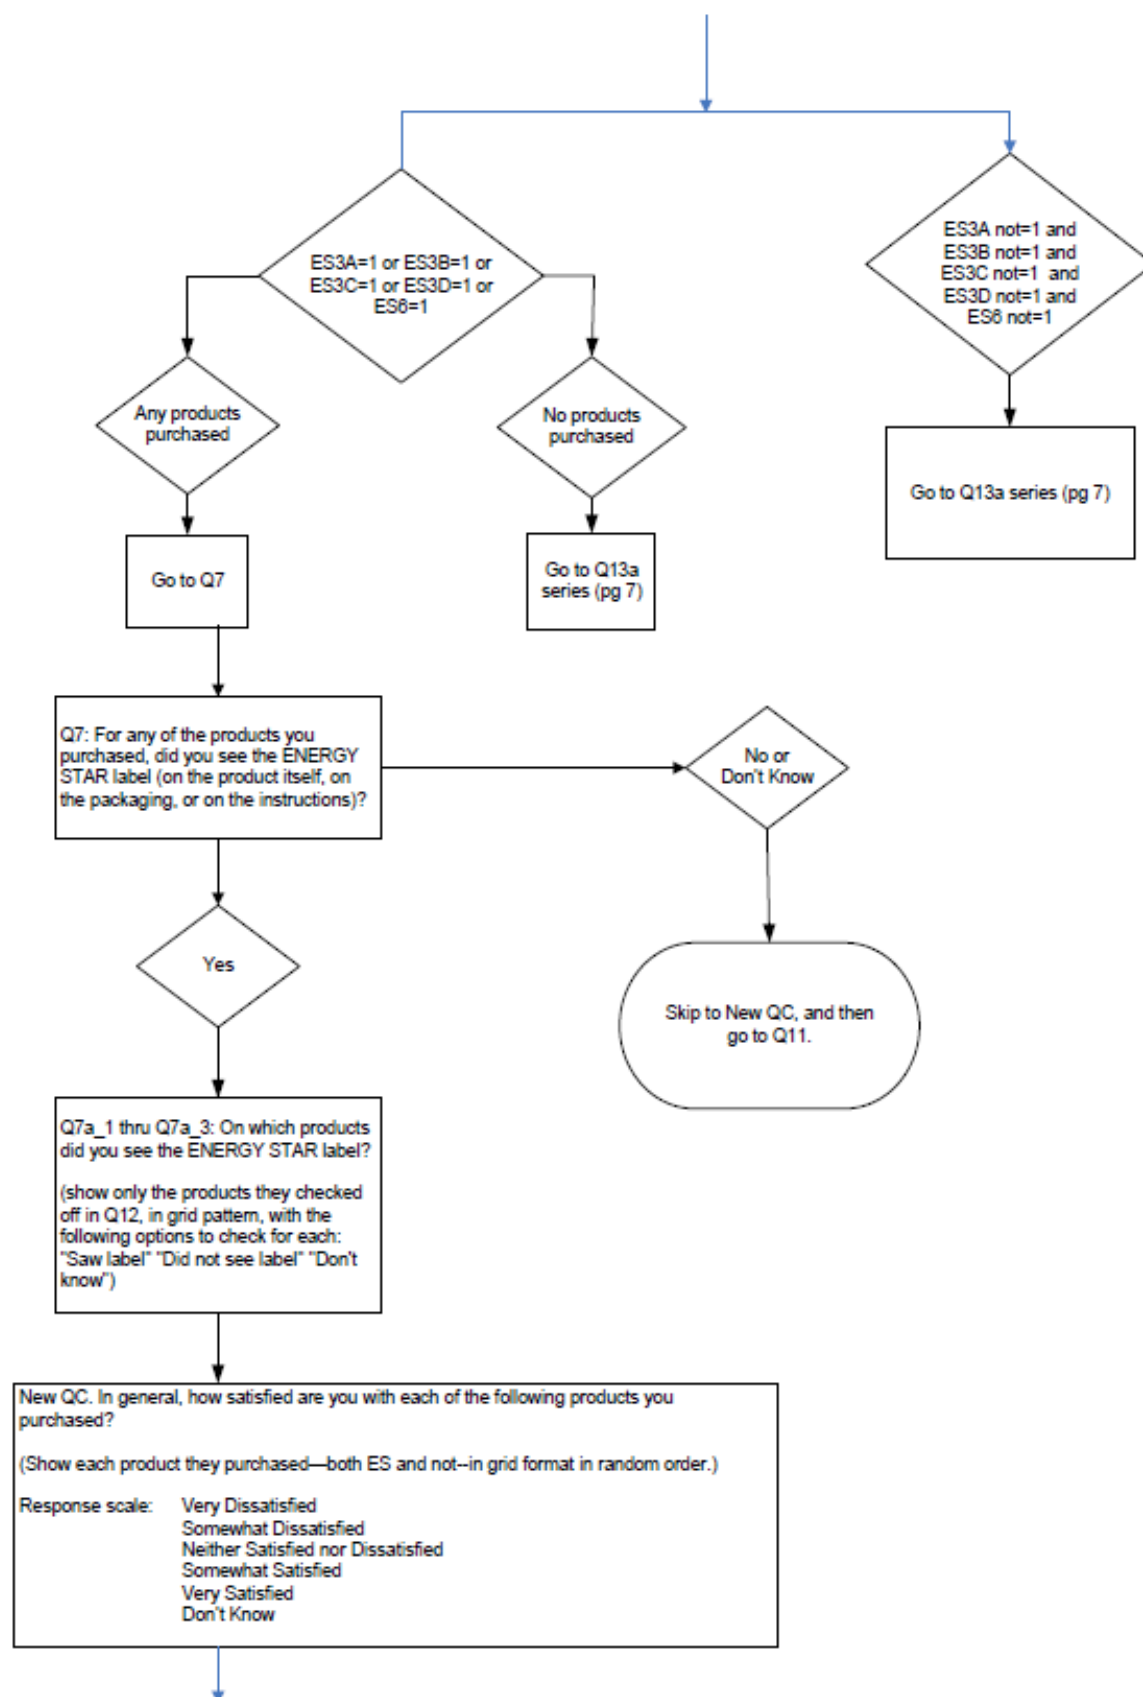 ES3A=1 or ES3B=1 or
ES3C=1 or ES3D=1 or
ES6=1
ES3A not=1 and
ES3B not=1 and
ES3C not=1 and
ES3D not=1 and
ES6 not=1
Any products
purchased
No products
purchased
Go to Q13a series (pg 7)
Go to Q7
Go to Q13a
series (pg 7)
Q7: For any of the products you
purchased, did you see the ENERGY
STAR label (on the product itself, on
the packaging, or on the instructions)?
No or
Don't Know
Yes
Skip to New QC, and then
go to Q11.
Q7a_1 thru Q7a_3: On which products
did you see the ENERGY STAR label?
(show only the products they checked
off in Q12, in grid pattern, with the
following options to check for each:
"Saw label" "Did not see label" "Don't
know")
New QC. In general, how satisfied are you with each of the following products you
purchased?
(Show each product they purchased—both ES and not--in grid format in random order.)
Response scale: Very Dissatisfied
Somewhat Dissatisfied
Neither Satisfied nor Dissatisfied
Somewhat Satisfied
Very Satisfied
Don't Know